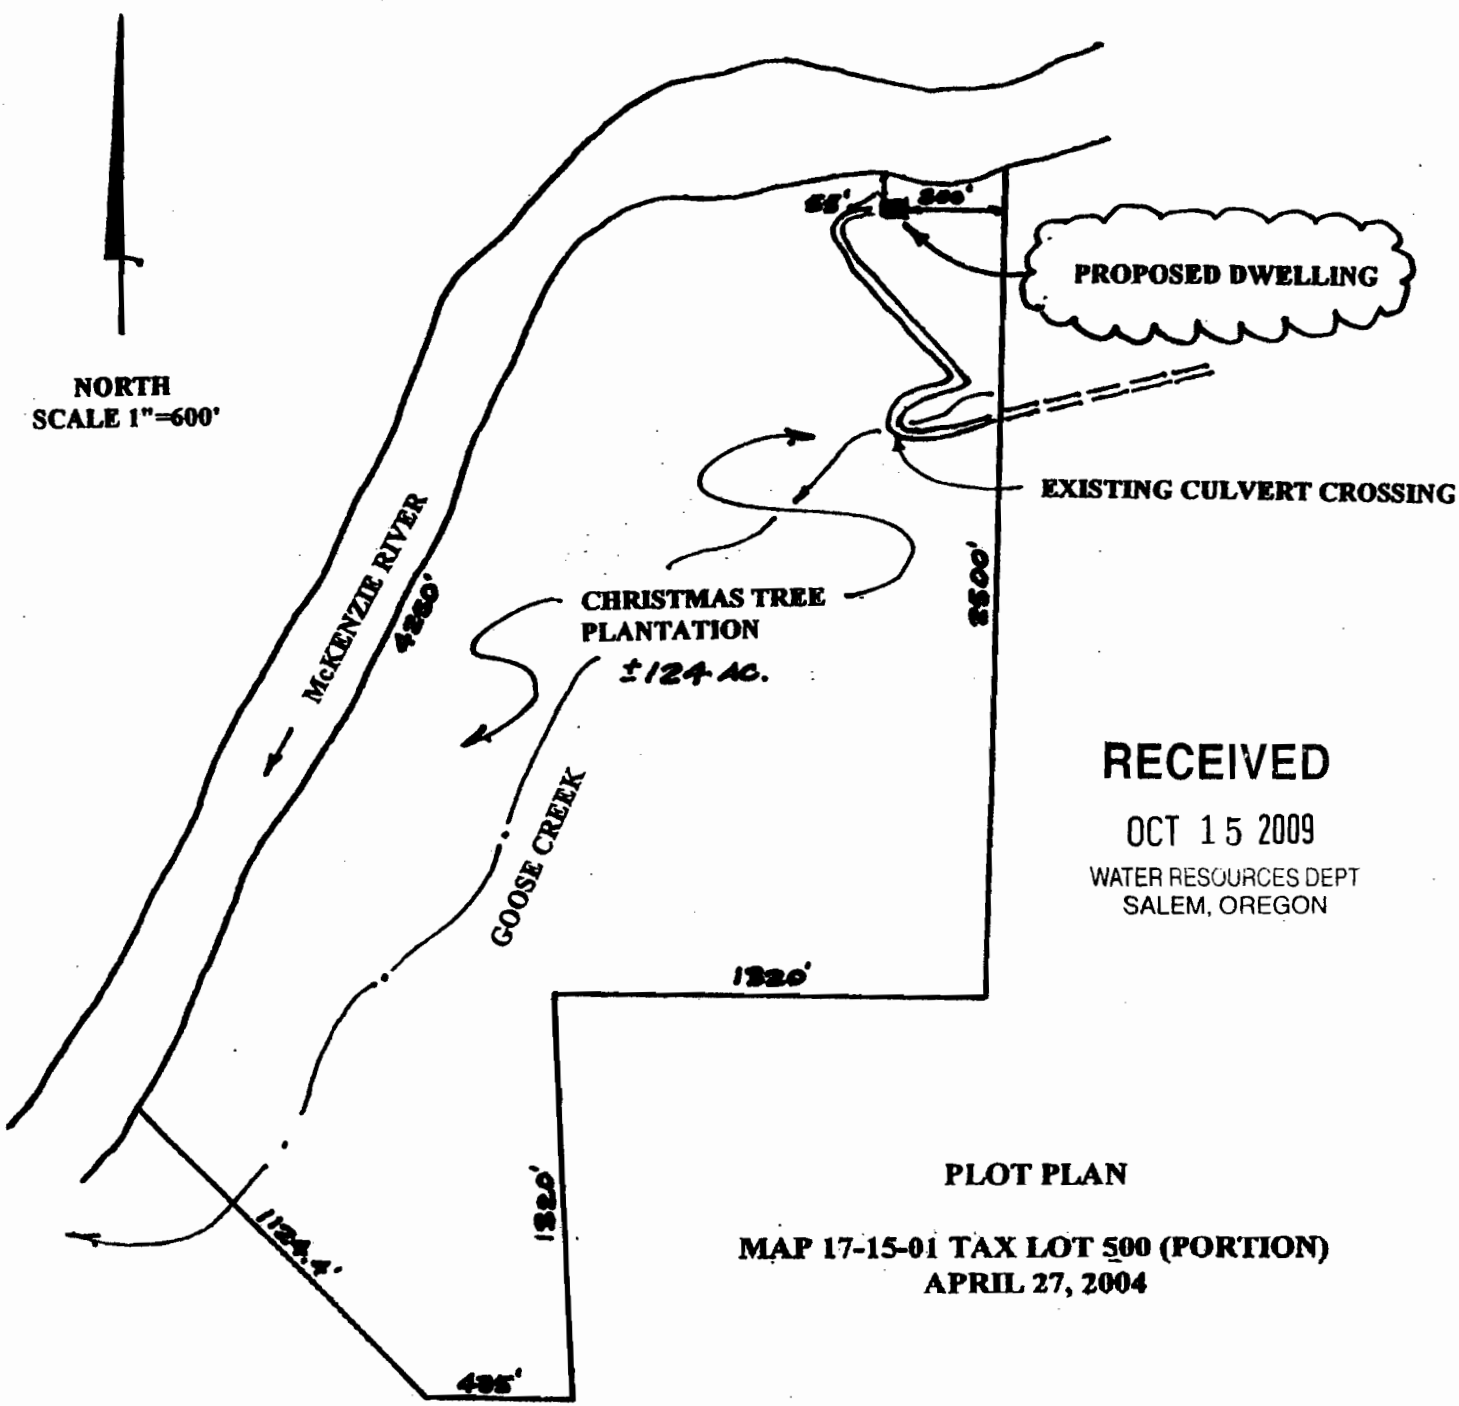 55'
200'
PROPOSED DWELLING
NORTH
SCALE 1"=600'
EXISTING CULVERT CROSSING
McKENZIE RIVER
4250'
2500'
CHRISTMAS TREE
PLANTATION
±124 AC.
GOOSE CREEK
RECEIVED
OCT 15 2009
WATER RESOURCES DEPT
SALEM, OREGON
1320'
1320'
1124.4'
435'
PLOT PLAN
MAP 17-15-01 TAX LOT 500 (PORTION)
APRIL 27, 2004